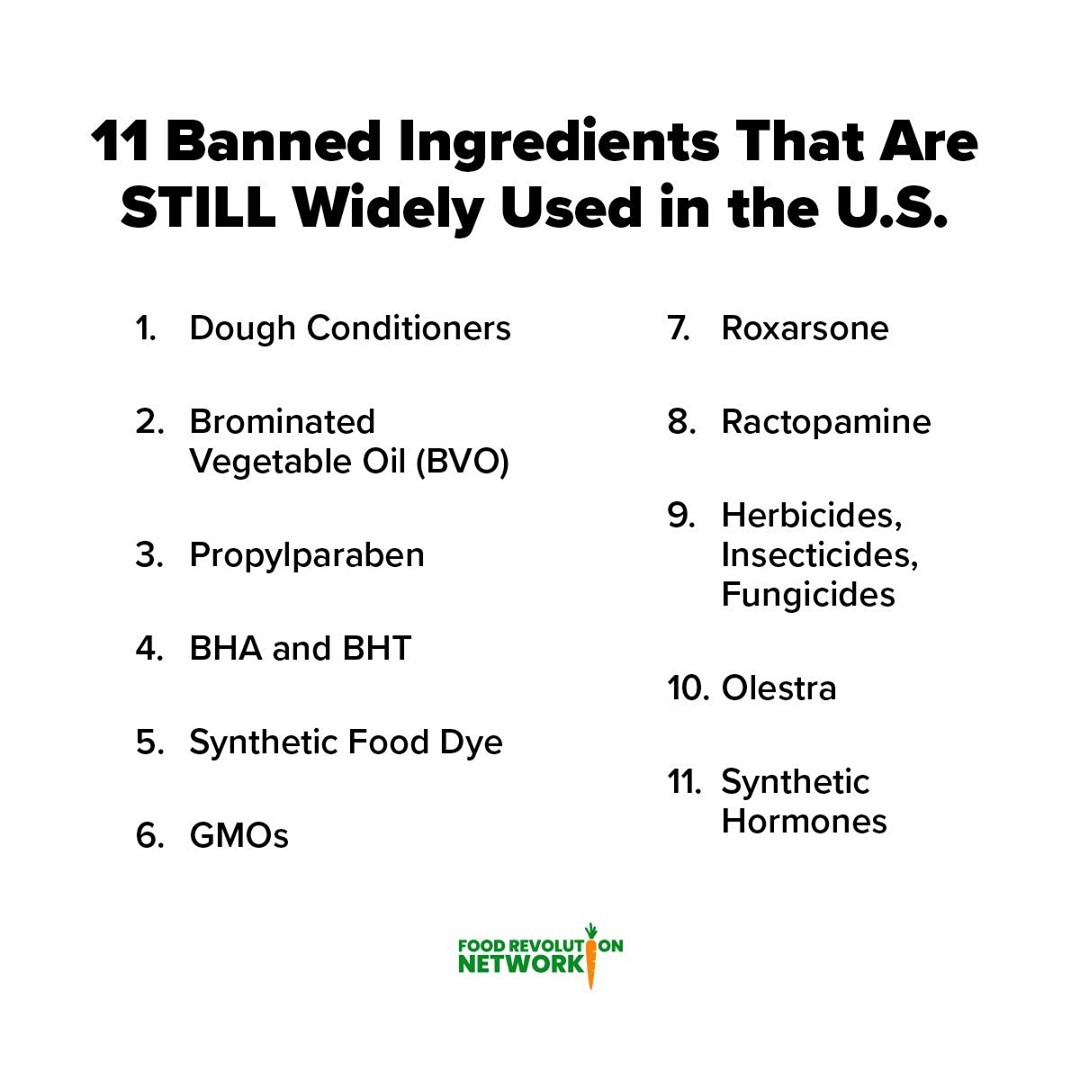 11 Banned Ingredients That Are
STILL Widely Used in the U.S.
1. Dough Conditioners
2. Brominated
Vegetable Oil (BVO)
3. Propylparaben
4. BHA and BHT
5. Synthetic Food Dye
6. GMOs
7. Roxarsone
8. Ractopamine
9. Herbicides,
Insecticides,
Fungicides
10. Olestra
11. Synthetic
Hormones
FOOD REVOLUTION
NETWORK